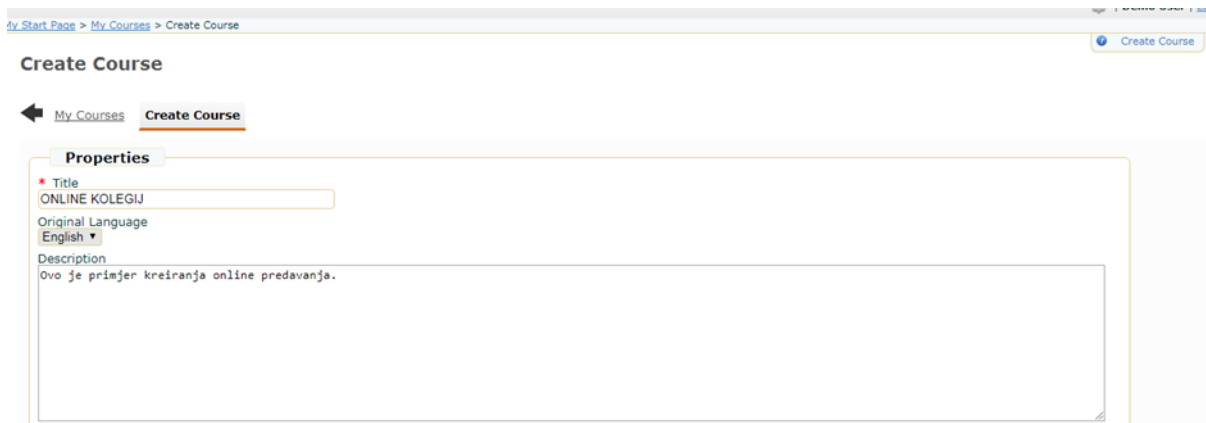 My Start Page > My Courses > Create Course
Create Course
Create Course
My Courses Create Course
Properties
* Title
ONLINE KOLEGIJ
Original Language
English
Description
Ovo je primjer kreiranja online predavanja.